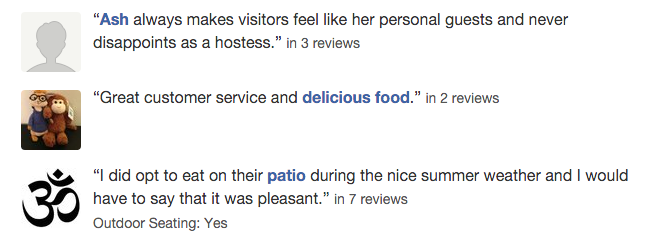 “Ash always makes visitors feel like her personal guests and never
disappoints as a hostess.” in 3 reviews
“Great customer service and delicious food.” in 2 reviews
“I did opt to eat on their patio during the nice summer weather and I would
have to say that it was pleasant.” in 7 reviews
ॐ
Outdoor Seating: Yes